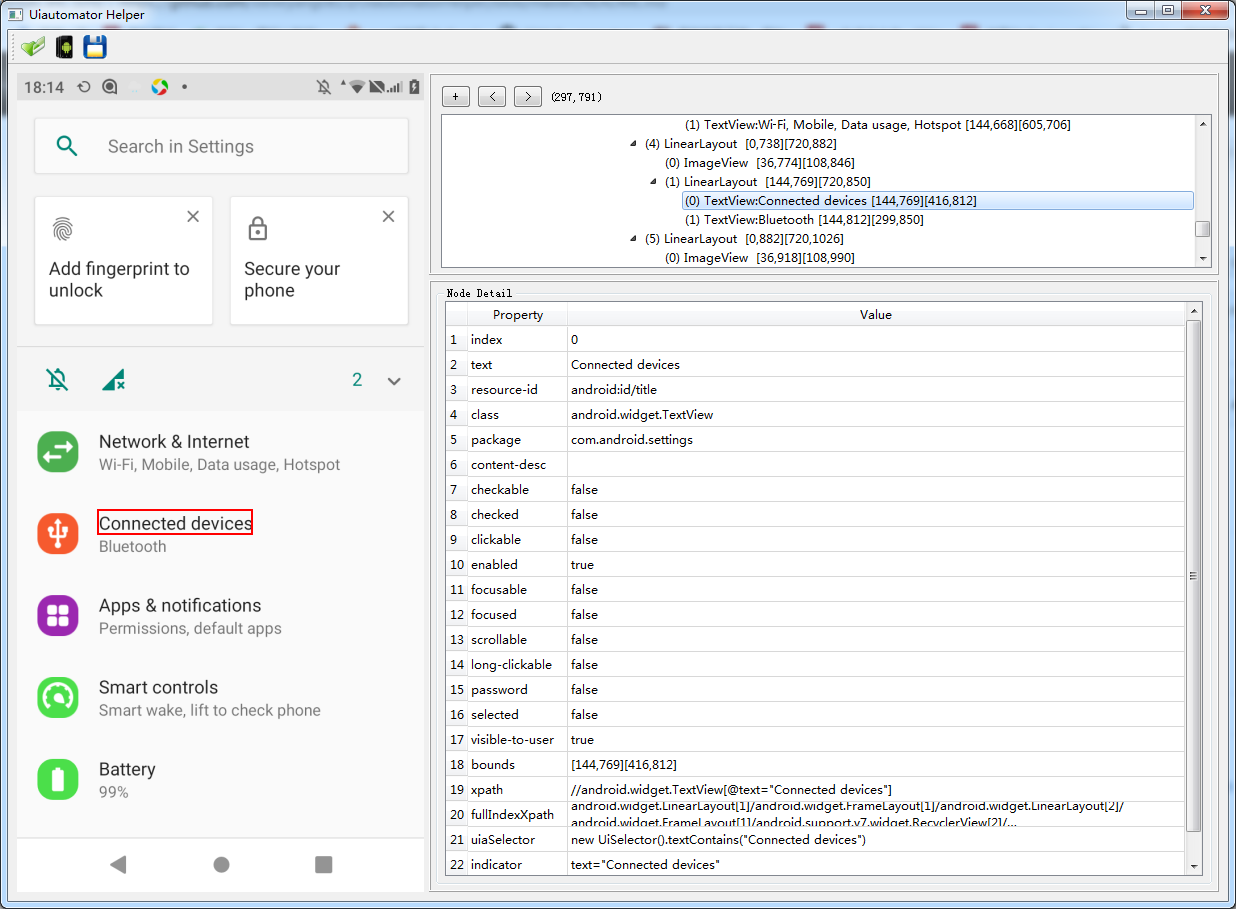 Uiautomator Helper
18:14
Search in Settings
Add fingerprint to
unlock
Secure your
phone
2
Network & Internet
Wi-Fi, Mobile, Data usage, Hotspot
Connected devices
Bluetooth
Apps & notifications
Permissions, default apps
Smart controls
Smart wake, lift to check phone
Battery
99%
+ < > (297,791)
(1) TextView:Wi-Fi, Mobile, Data usage, Hotspot [144,668][605,706]
(4) LinearLayout [0,738][720,882]
(0) ImageView [36,774][108,846]
(1) LinearLayout [144,769][720,850]
(0) TextView:Connected devices [144,769][416,812]
(1) TextView:Bluetooth [144,812][299,850]
(5) LinearLayout [0,882][720,1026]
(0) ImageView [36,918][108,990]
Node Detail
Property Value
1 index 0
2 text Connected devices
3 resource-id android:id/title
4 class android.widget.TextView
5 package com.android.settings
6 content-desc
7 checkable false
8 checked false
9 clickable false
10 enabled true
11 focusable false
12 focused false
13 scrollable false
14 long-clickable false
15 password false
16 selected false
17 visible-to-user true
18 bounds [144,769][416,812]
19 xpath //android.widget.TextView[@text="Connected devices"]
20 fullIndexXpath android.widget.LinearLayout[1]/android.widget.FrameLayout[1]/android.widget.LinearLayout[2]/
android.widget.FrameLayout[1]/android.support.v7.widget.RecyclerView[2]/...
21 uiaSelector new UiSelector().textContains("Connected devices")
22 indicator text="Connected devices"